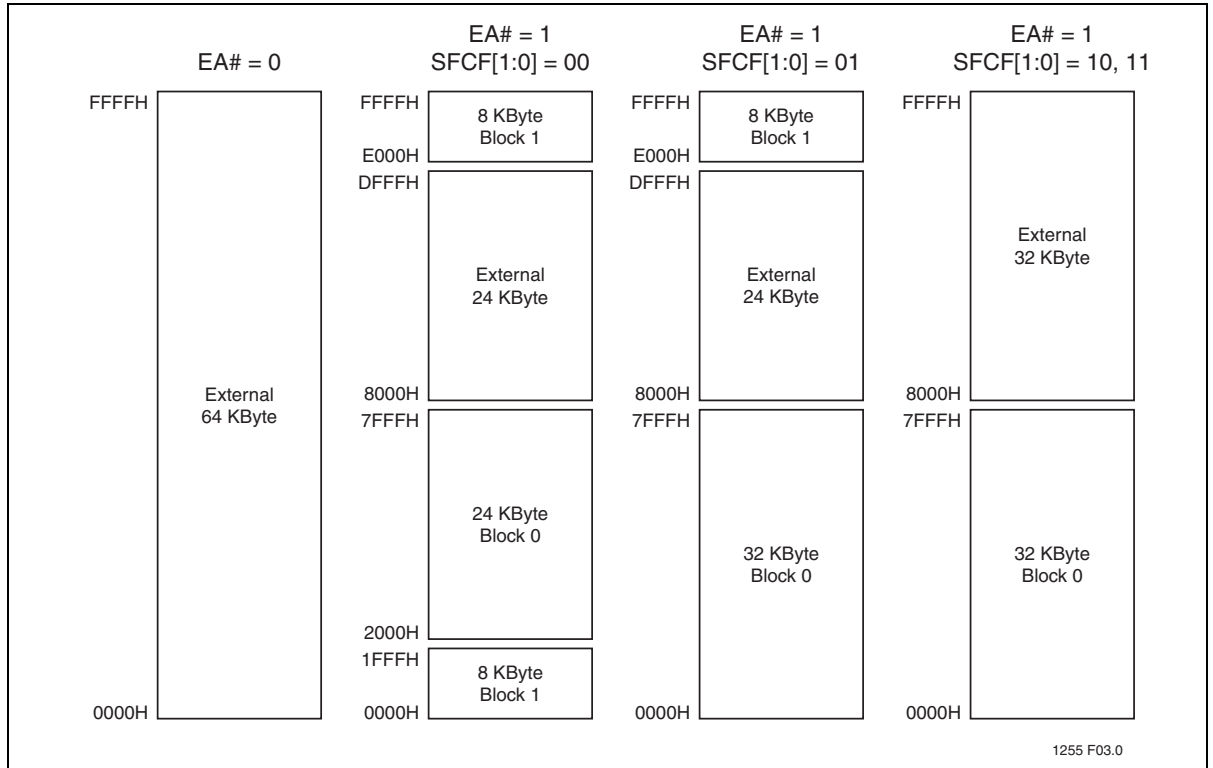 EA# = 0
FFFFH
External
64 KByte
0000H
EA# = 1
SFCF[1:0] = 00
FFFFH
8 KByte
Block 1
E000H
DFFFH
External
24 KByte
8000H
7FFFH
24 KByte
Block 0
2000H
1FFFH
8 KByte
Block 1
0000H
EA# = 1
SFCF[1:0] = 01
FFFFH
8 KByte
Block 1
E000H
DFFFH
External
24 KByte
8000H
7FFFH
32 KByte
Block 0
0000H
EA# = 1
SFCF[1:0] = 10, 11
FFFFH
External
32 KByte
8000H
7FFFH
32 KByte
Block 0
0000H
1255 F03.0